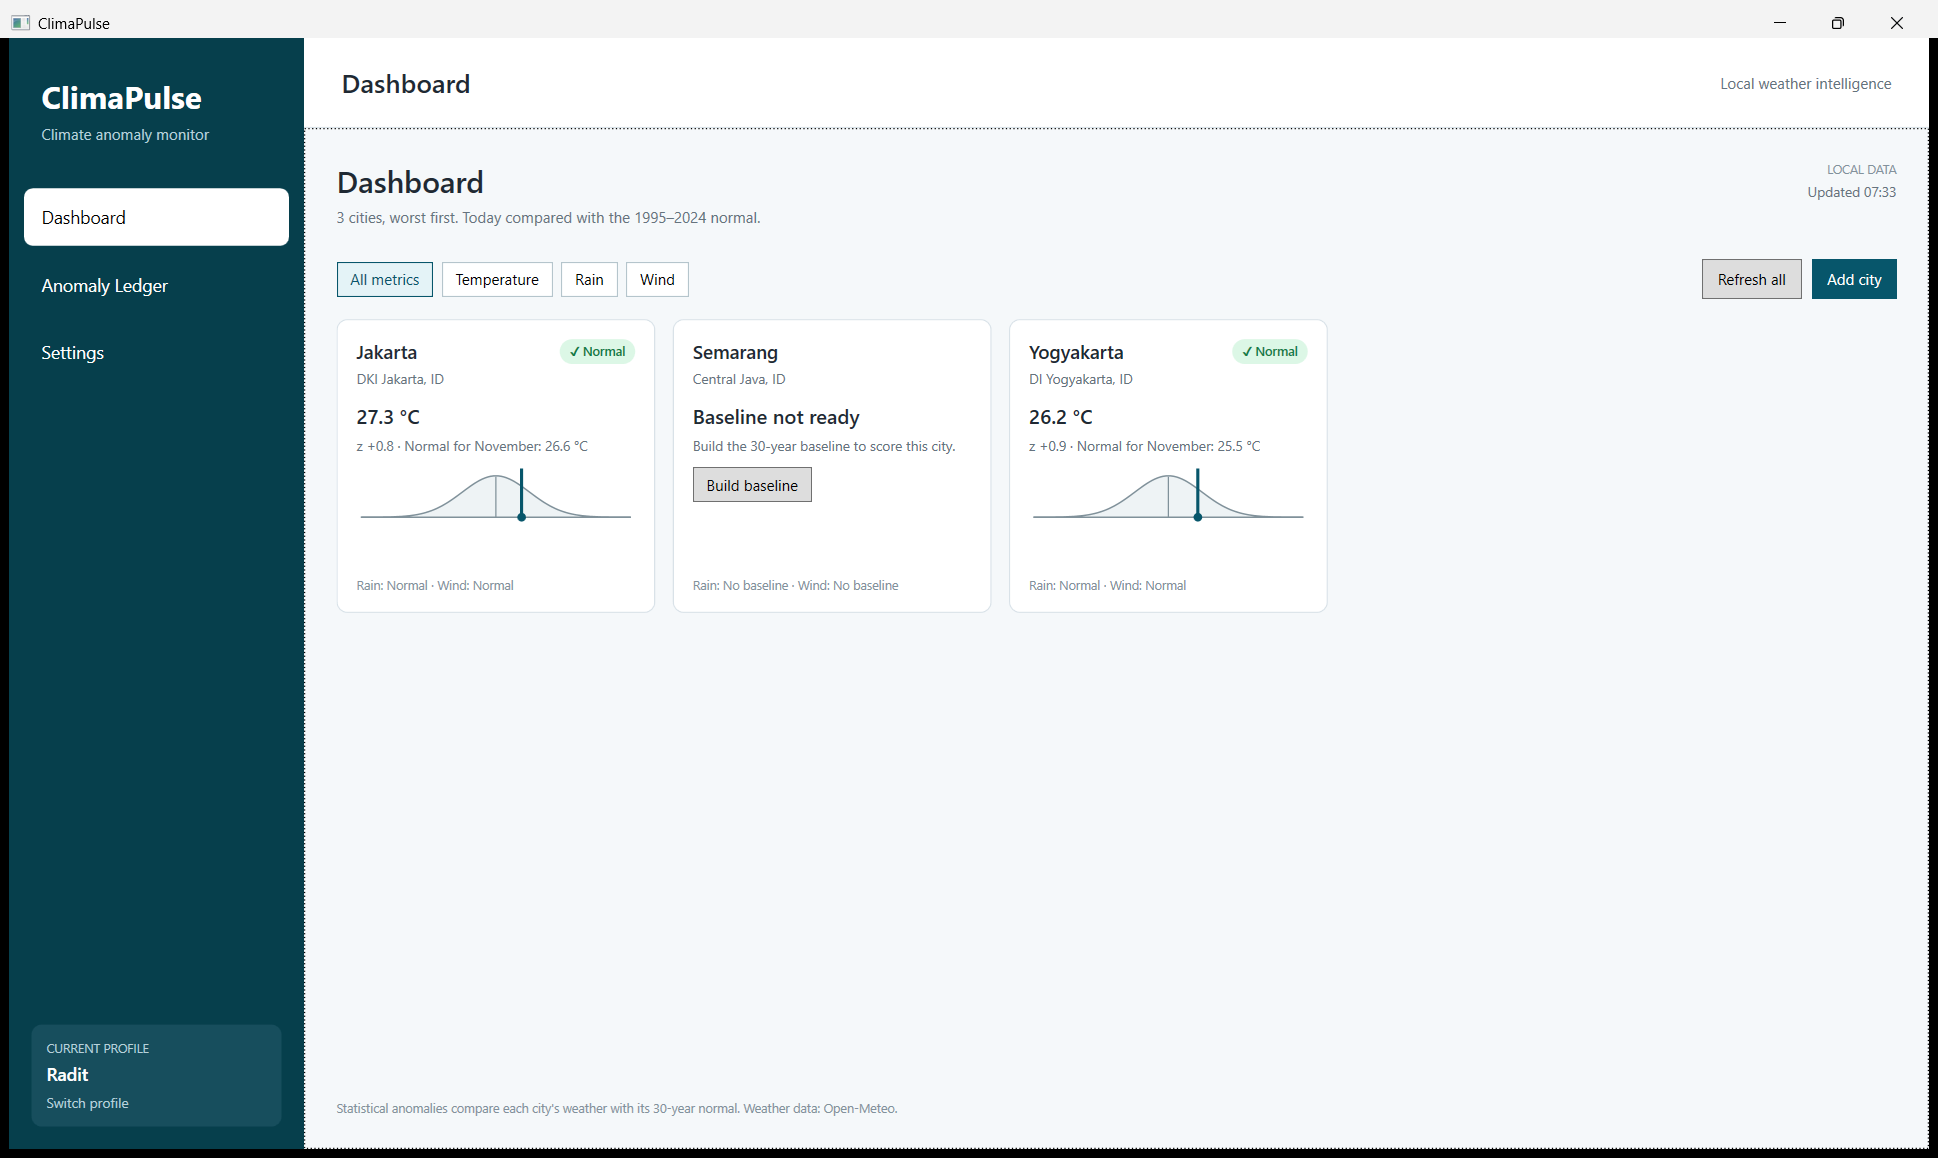 ClimaPulse
ClimaPulse
Climate anomaly monitor
Dashboard
Anomaly Ledger
Settings
CURRENT PROFILE
Radit
Switch profile
Dashboard
Local weather intelligence
Dashboard
3 cities, worst first. Today compared with the 1995–2024 normal.
LOCAL DATA
Updated 07:33
All metrics
Temperature
Rain
Wind
Refresh all
Add city
Jakarta
✓ Normal
DKI Jakarta, ID
27.3 °C
z +0.8 · Normal for November: 26.6 °C
Rain: Normal · Wind: Normal
Semarang
Central Java, ID
Baseline not ready
Build the 30-year baseline to score this city.
Build baseline
Rain: No baseline · Wind: No baseline
Yogyakarta
✓ Normal
DI Yogyakarta, ID
26.2 °C
z +0.9 · Normal for November: 25.5 °C
Rain: Normal · Wind: Normal
Statistical anomalies compare each city's weather with its 30-year normal. Weather data: Open-Meteo.